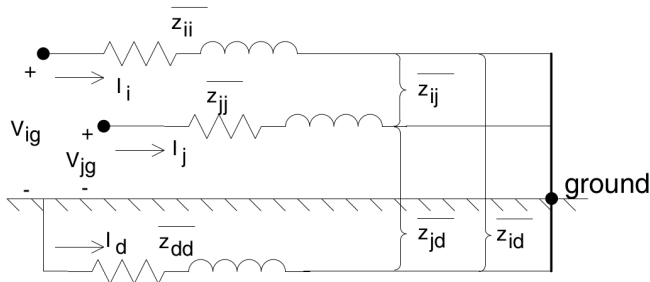 z_ii
+
I_i
z_jj
z_ij
V_ig
+
I_j
V_jg
-
-
ground
I_d
z_dd
z_jd
z_id